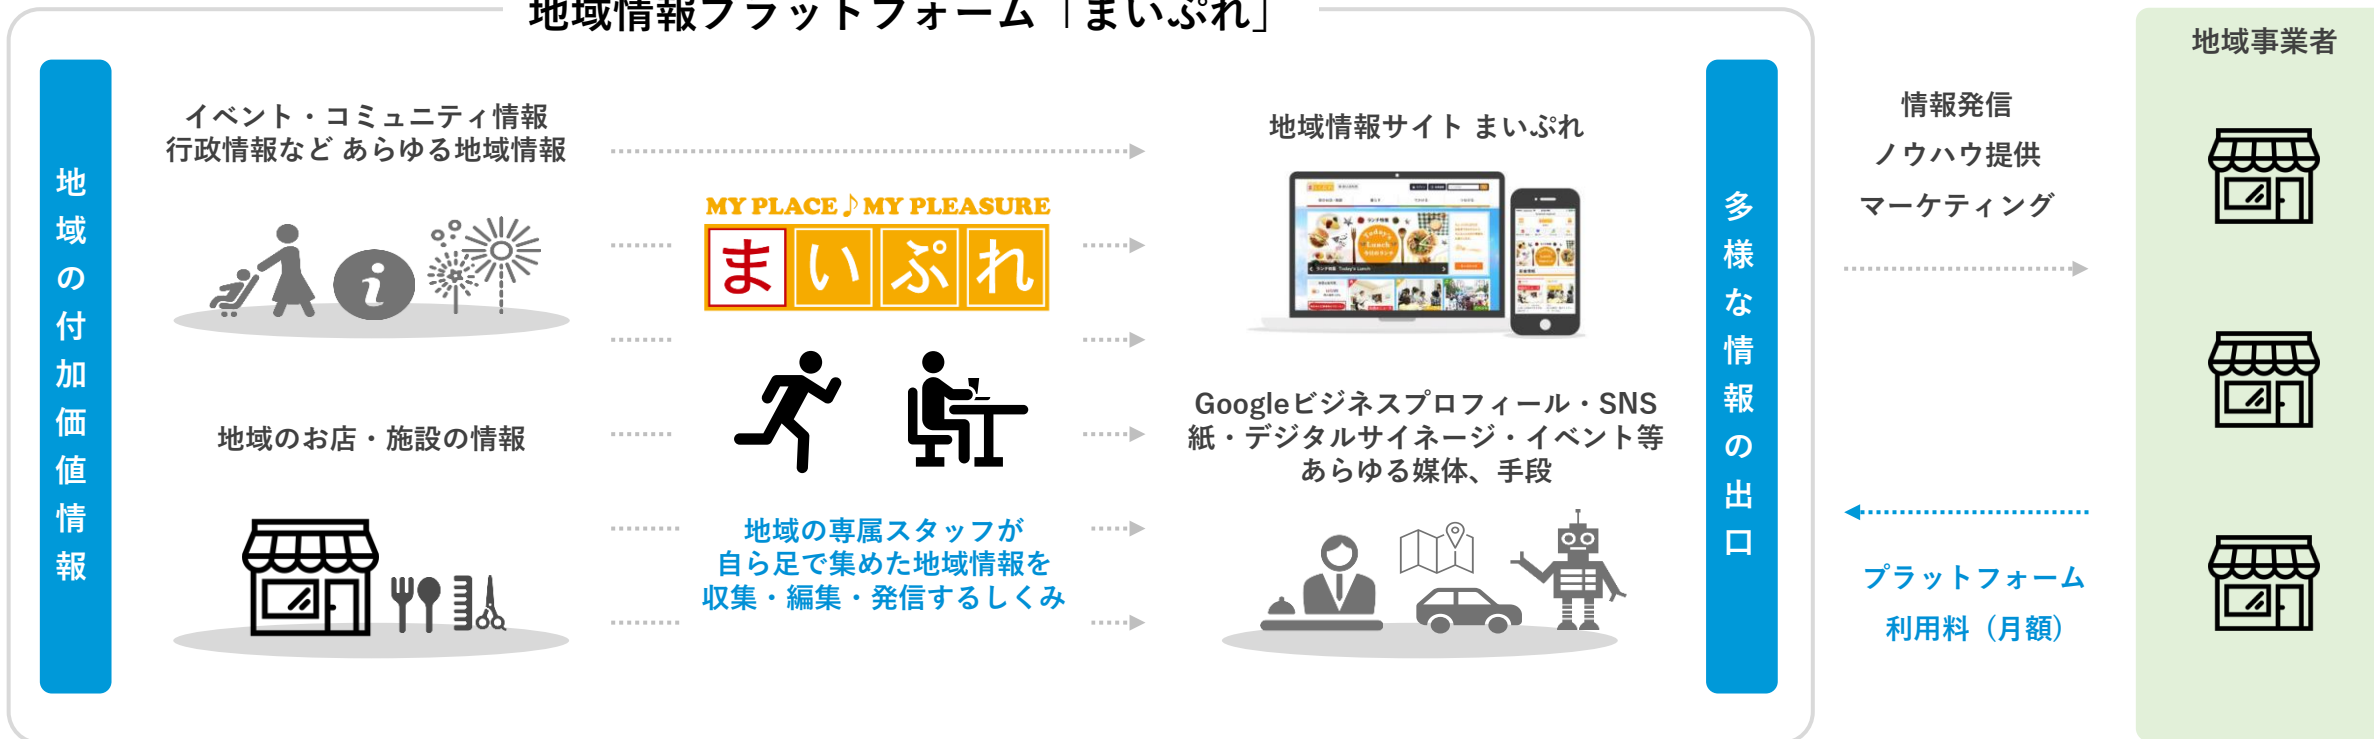 地域情報プラットフォーム「まいぷれ」
地域の付加価値情報
イベント・コミュニティ情報
行政情報など あらゆる地域情報
地域のお店・施設の情報
MY PLACE♪MY PLEASURE
まいぷれ
地域の専属スタッフが
自ら足で集めた地域情報を
収集・編集・発信するしくみ
地域情報サイト まいぷれ
Today's
Lunch
ランチ特集 Today's Lunch
Googleビジネスプロフィール・SNS
紙・デジタルサイネージ・イベント等
あらゆる媒体、手段
多様な情報の出口
情報発信
ノウハウ提供
マーケティング
プラットフォーム
利用料（月額）
地域事業者